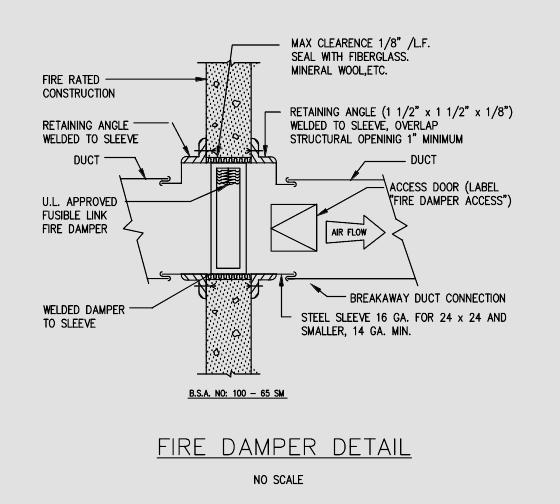 MAX CLEARENCE 1/8" /L.F.
SEAL WITH FIBERGLASS.
MINERAL WOOL,ETC.
FIRE RATED
CONSTRUCTION
RETAINING ANGLE (1 1/2" x 1 1/2" x 1/8")
WELDED TO SLEEVE, OVERLAP
STRUCTURAL OPENIING 1" MINIMUM
RETAINING ANGLE
WELDED TO SLEEVE
DUCT
DUCT
ACCESS DOOR (LABEL
"FIRE DAMPER ACCESS")
U.L. APPROVED
FUSIBLE LINK
FIRE DAMPER
AIR FLOW
BREAKAWAY DUCT CONNECTION
WELDED DAMPER
TO SLEEVE
STEEL SLEEVE 16 GA. FOR 24 x 24 AND
SMALLER, 14 GA. MIN.
B.S.A. NO: 100 - 65 SM
FIRE DAMPER DETAIL
NO SCALE